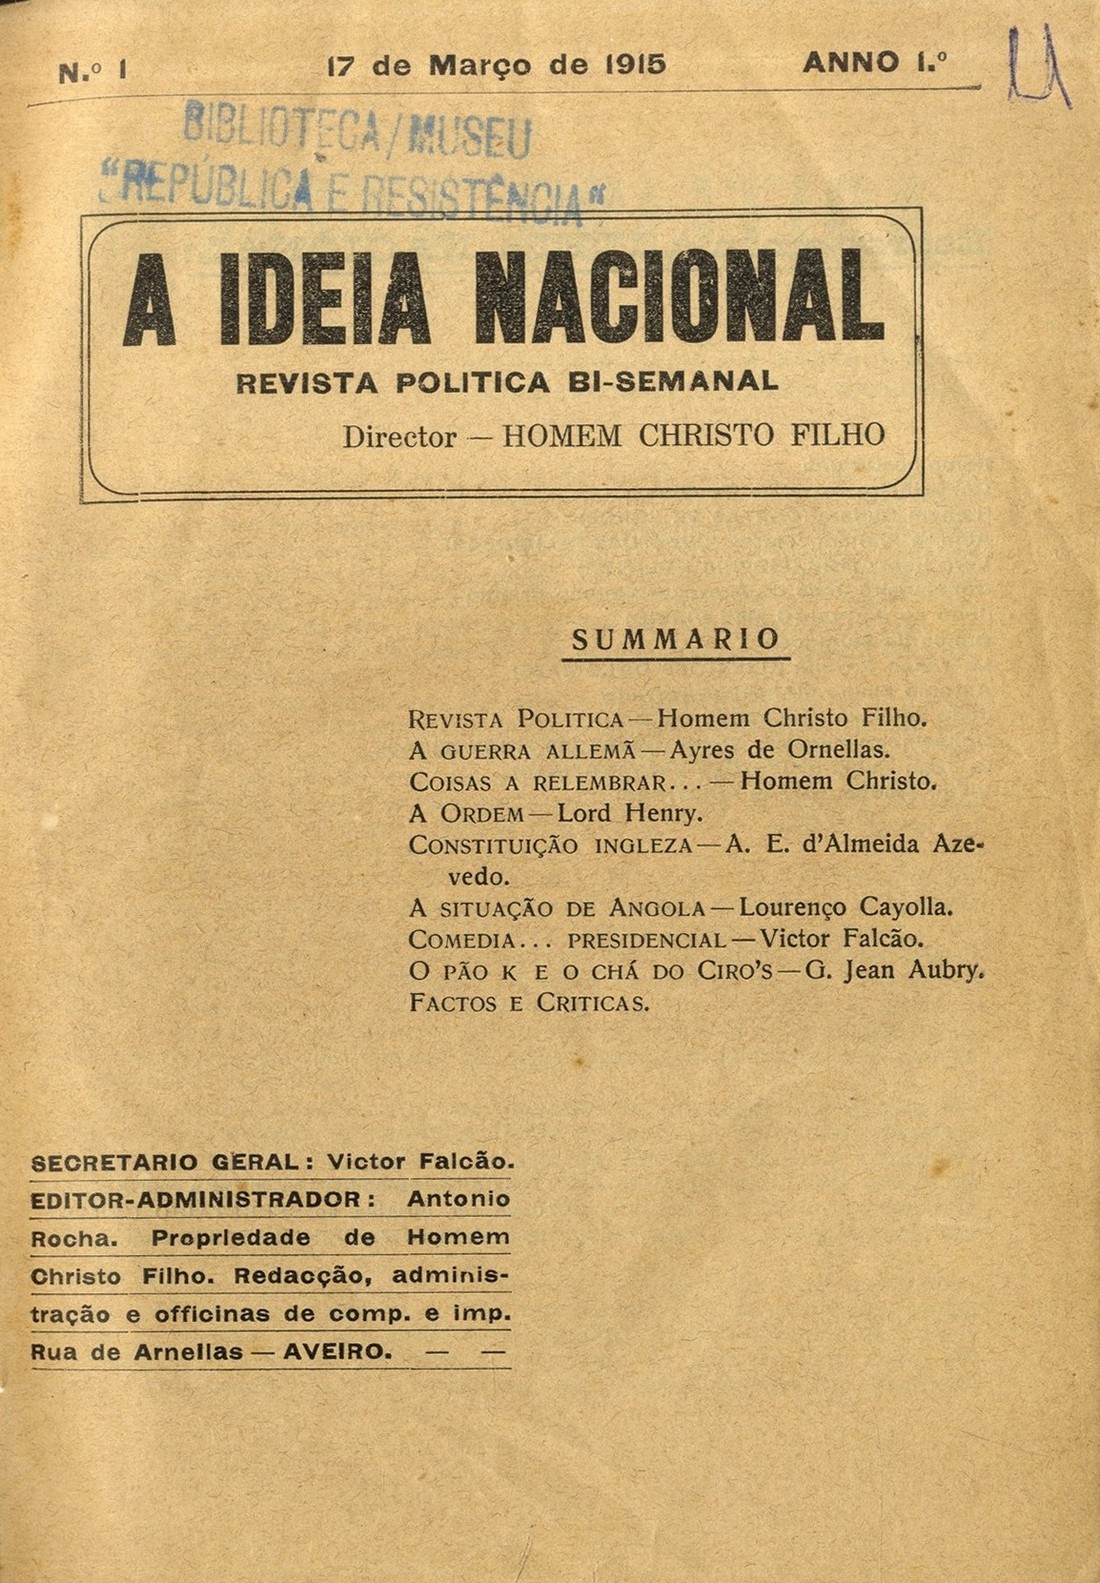 N.º 1 17 de Março de 1915 ANNO 1.º
BIBLIOTECA/MUSEU
"REPÚBLICA E RESISTÊNCIA"
A IDEIA NACIONAL
REVISTA POLITICA BI-SEMANAL
Director — HOMEM CHRISTO FILHO
SUMMARIO
REVISTA POLITICA—Homem Christo Filho.
A GUERRA ALLEMÃ—Ayres de Ornellas.
COISAS A RELEMBRAR...—Homem Christo.
A ORDEM—Lord Henry.
CONSTITUIÇÃO INGLEZA—A. E. d'Almeida Aze-
vedo.
A SITUAÇÃO DE ANGOLA—Lourenço Cayolla.
COMEDIA... PRESIDENCIAL—Victor Falcão.
O PÃO K E O CHÁ DO CIRO'S—G. Jean Aubry.
FACTOS E CRITICAS.
SECRETARIO GERAL: Victor Falcão.
EDITOR-ADMINISTRADOR: Antonio
Rocha. Propriedade de Homem
Christo Filho. Redacção, adminis-
tração e officinas de comp. e imp.
Rua de Arnellas — AVEIRO. — —